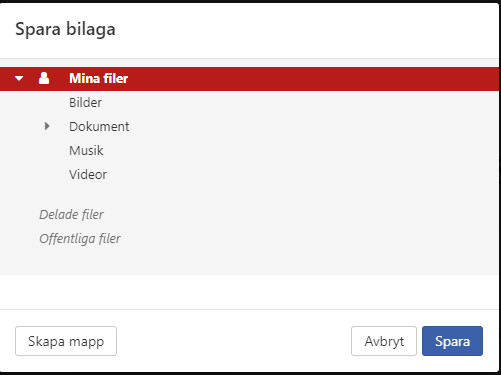 Spara bilaga
Mina filer
Bilder
Dokument
Musik
Videor
Delade filer
Offentliga filer
Skapa mapp
Avbryt
Spara